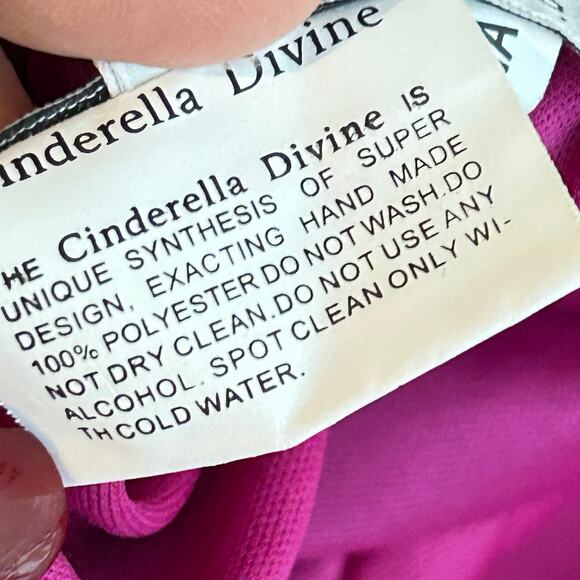 Cinderella Divine
HE Cinderella Divine IS
UNIQUE SYNTHESIS OF SUPER
DESIGN, EXACTING HAND MADE
100% POLYESTER DO NOT WASH.DO
NOT DRY CLEAN.DO NOT USE ANY
ALCOHOL. SPOT CLEAN ONLY WI-
TH COLD WATER.